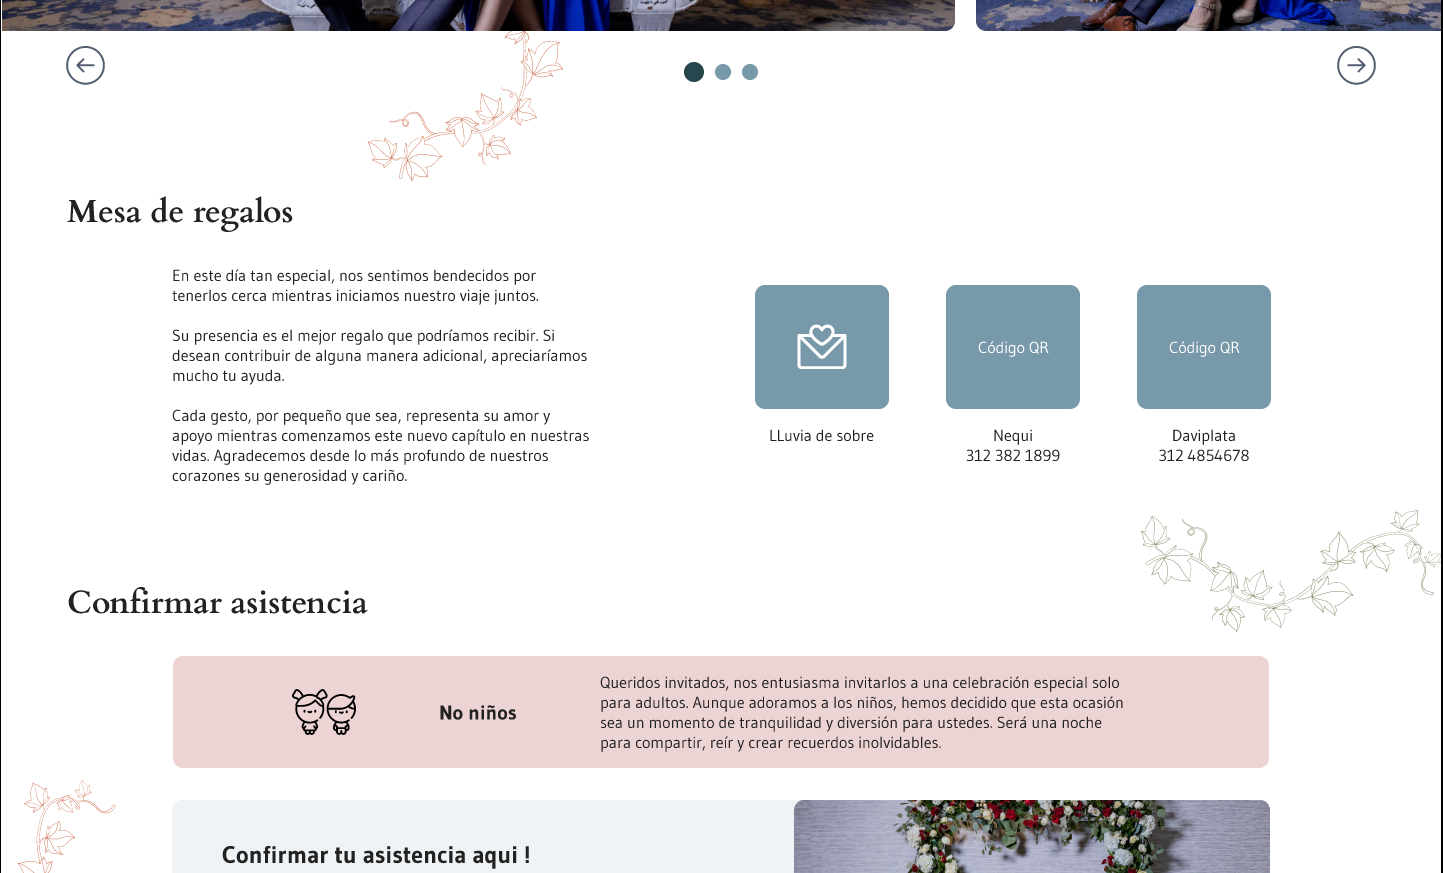 Mesa de regalos
En este día tan especial, nos sentimos bendecidos por
tenerlos cerca mientras iniciamos nuestro viaje juntos.
Su presencia es el mejor regalo que podríamos recibir. Si
desean contribuir de alguna manera adicional, apreciaríamos
mucho tu ayuda.
Cada gesto, por pequeño que sea, representa su amor y
apoyo mientras comenzamos este nuevo capítulo en nuestras
vidas. Agradecemos desde lo más profundo de nuestros
corazones su generosidad y cariño.
LLuvia de sobre
Código QR
Nequi
312 382 1899
Código QR
Daviplata
312 4854678
Confirmar asistencia
No niños
Queridos invitados, nos entusiasma invitarlos a una celebración especial solo
para adultos. Aunque adoramos a los niños, hemos decidido que esta ocasión
sea un momento de tranquilidad y diversión para ustedes. Será una noche
para compartir, reír y crear recuerdos inolvidables.
Confirmar tu asistencia aqui !